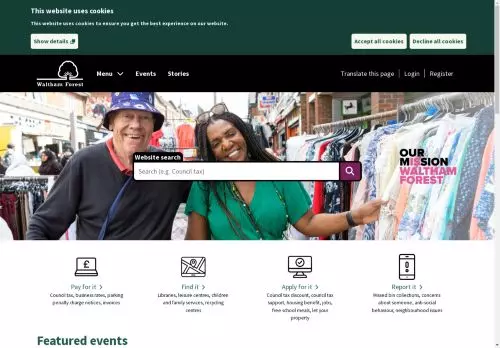 This website uses cookies
This website uses cookies to ensure you get the best experience on our website.
Show details
Accept all cookies
Decline all cookies
Waltham Forest
Menu
Events
Stories
Translate this page
Login
Register
Website search
Search (e.g. Council tax)
OUR
MISSION
WALTHAM
FOREST
Pay for it
Council tax, business rates, parking
penalty charge notices, invoices
Find it
Libraries, leisure centres, children
and family services, recycling
centres
Apply for it
Council tax discount, council tax
support, housing benefit, jobs,
free school meals, let your
property
Report it
Missed bin collections, concerns
about someone, anti-social
behaviour, neighbourhood issues
Featured events